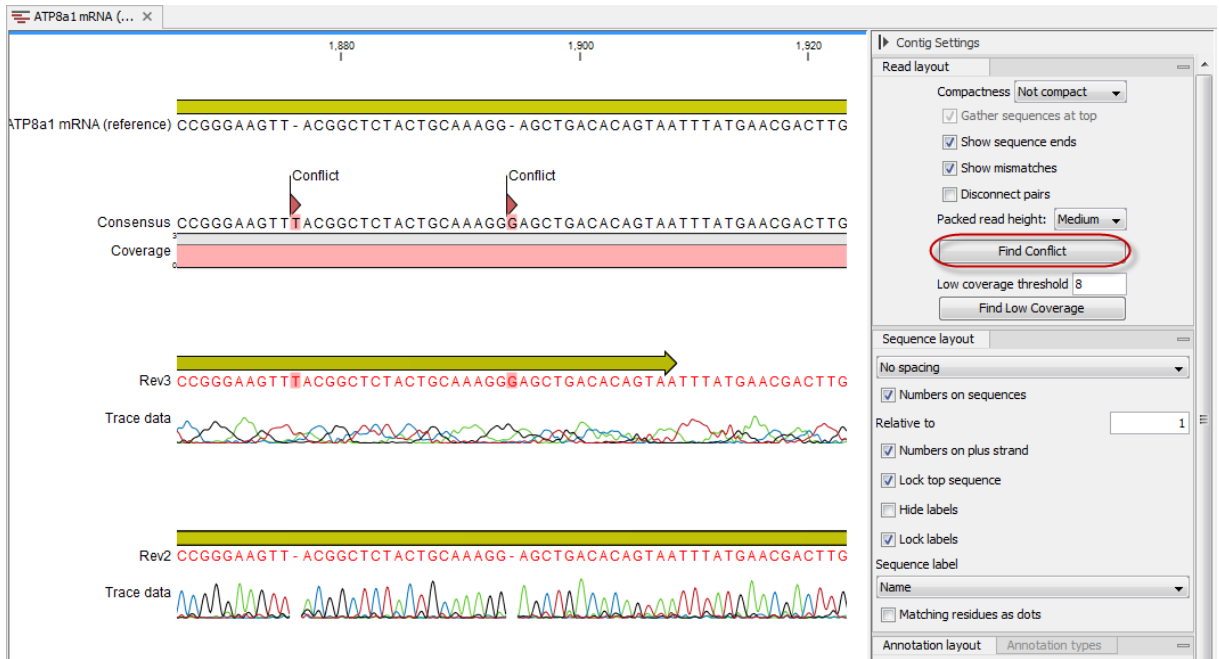 ATP8a1 mRNA (...
1,880 1,900 1,920
ATP8a1 mRNA (reference) CCGGGAAGTT-ACGGCTCTACTGCAAAGG-AGCTGACACAGTAATTTATGAACGACTTG
Conflict Conflict
Consensus CCGGGAAGTTTACGGCTCTACTGCAAAGGGAGCTGACACAGTAATTTATGAACGACTTG
3
Coverage
0
Rev3 CCGGGAAGTTTACGGCTCTACTGCAAAGGGAGCTGACACAGTAATTTATGAACGACTTG
Trace data
Rev2 CCGGGAAGTT-ACGGCTCTACTGCAAAGG-AGCTGACACAGTAATTTATGAACGACTTG
Trace data
Contig Settings
Read layout
Compactness Not compact
Gather sequences at top
Show sequence ends
Show mismatches
Disconnect pairs
Packed read height: Medium
Find Conflict
Low coverage threshold 8
Find Low Coverage
Sequence layout
No spacing
Numbers on sequences
Relative to 1
Numbers on plus strand
Lock top sequence
Hide labels
Lock labels
Sequence label
Name
Matching residues as dots
Annotation layout Annotation types